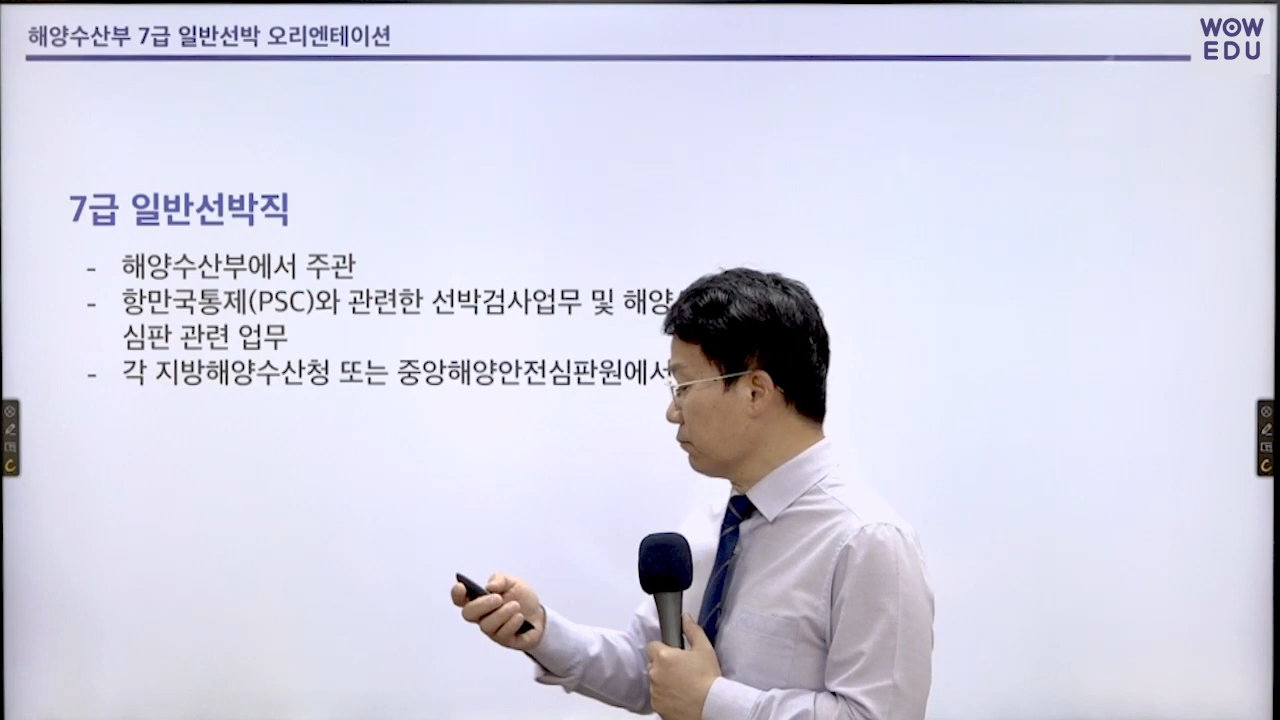 해양수산부 7급 일반선박 오리엔테이션
WOW
EDU
7급 일반선박직
- 해양수산부에서 주관
- 항만국통제(PSC)와 관련한 선박검사업무 및 해양
심판 관련 업무
- 각 지방해양수산청 또는 중앙해양안전심판원에서